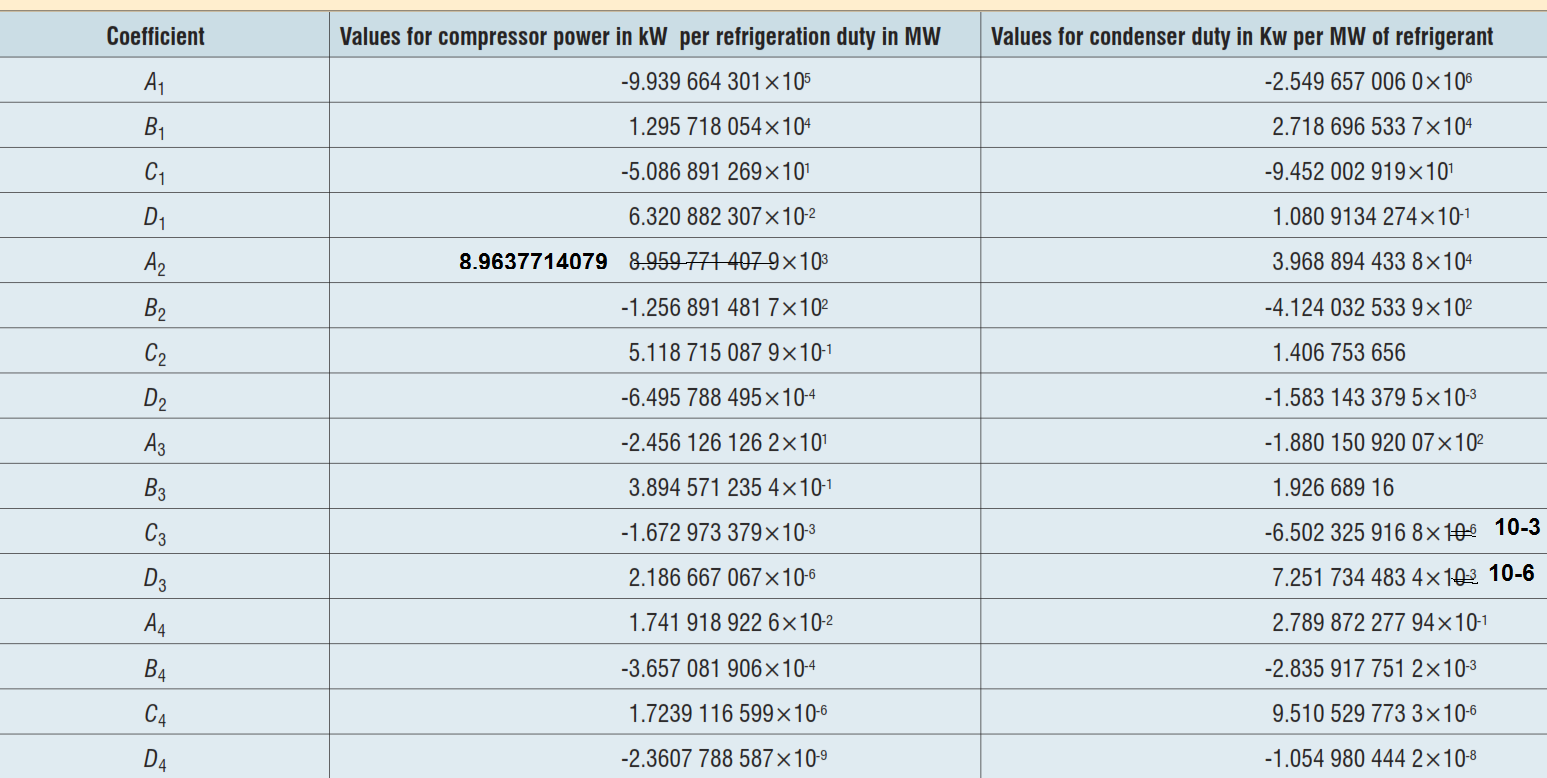 Coefficient Values for compressor power in kW per refrigeration duty in MW Values for condenser duty in Kw per MW of refrigerant
A₁ -9.939 664 301×10⁵ -2.549 657 006 0×10⁶
B₁ 1.295 718 054×10⁴ 2.718 696 533 7×10⁴
C₁ -5.086 891 269×10¹ -9.452 002 919×10¹
D₁ 6.320 882 307×10⁻² 1.080 9134 274×10⁻¹
A₂ 8.9637714079 8.959 771 407 9×10³ 3.968 894 433 8×10⁴
B₂ -1.256 891 481 7×10² -4.124 032 533 9×10²
C₂ 5.118 715 087 9×10⁻¹ 1.406 753 656
D₂ -6.495 788 495×10⁻⁴ -1.583 143 379 5×10⁻³
A₃ -2.456 126 126 2×10¹ -1.880 150 920 07×10²
B₃ 3.894 571 235 4×10⁻¹ 1.926 689 16
C₃ -1.672 973 379×10⁻³ -6.502 325 916 8×10⁻⁶ 10-3
D₃ 2.186 667 067×10⁻⁶ 7.251 734 483 4×10⁻³ 10-6
A₄ 1.741 918 922 6×10⁻² 2.789 872 277 94×10⁻¹
B₄ -3.657 081 906×10⁻⁴ -2.835 917 751 2×10⁻³
C₄ 1.7239 116 599×10⁻⁶ 9.510 529 773 3×10⁻⁶
D₄ -2.3607 788 587×10⁻⁹ -1.054 980 444 2×10⁻⁸